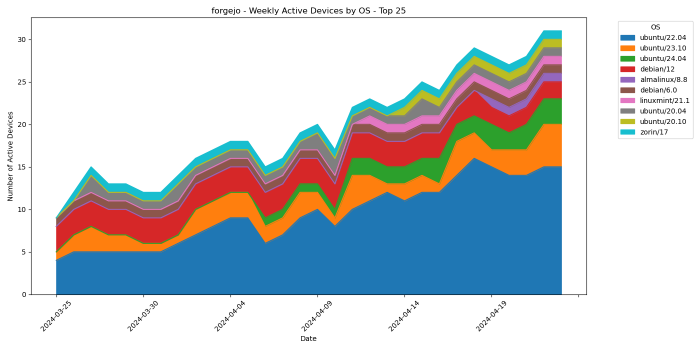 forgejo - Weekly Active Devices by OS - Top 25
OS
ubuntu/22.04
ubuntu/23.10
ubuntu/24.04
debian/12
almalinux/8.8
debian/6.0
linuxmint/21.1
ubuntu/20.04
ubuntu/20.10
zorin/17
Number of Active Devices
30
25
20
15
10
5
0
2024-03-25
2024-03-30
2024-04-04
2024-04-09
2024-04-14
2024-04-19
Date